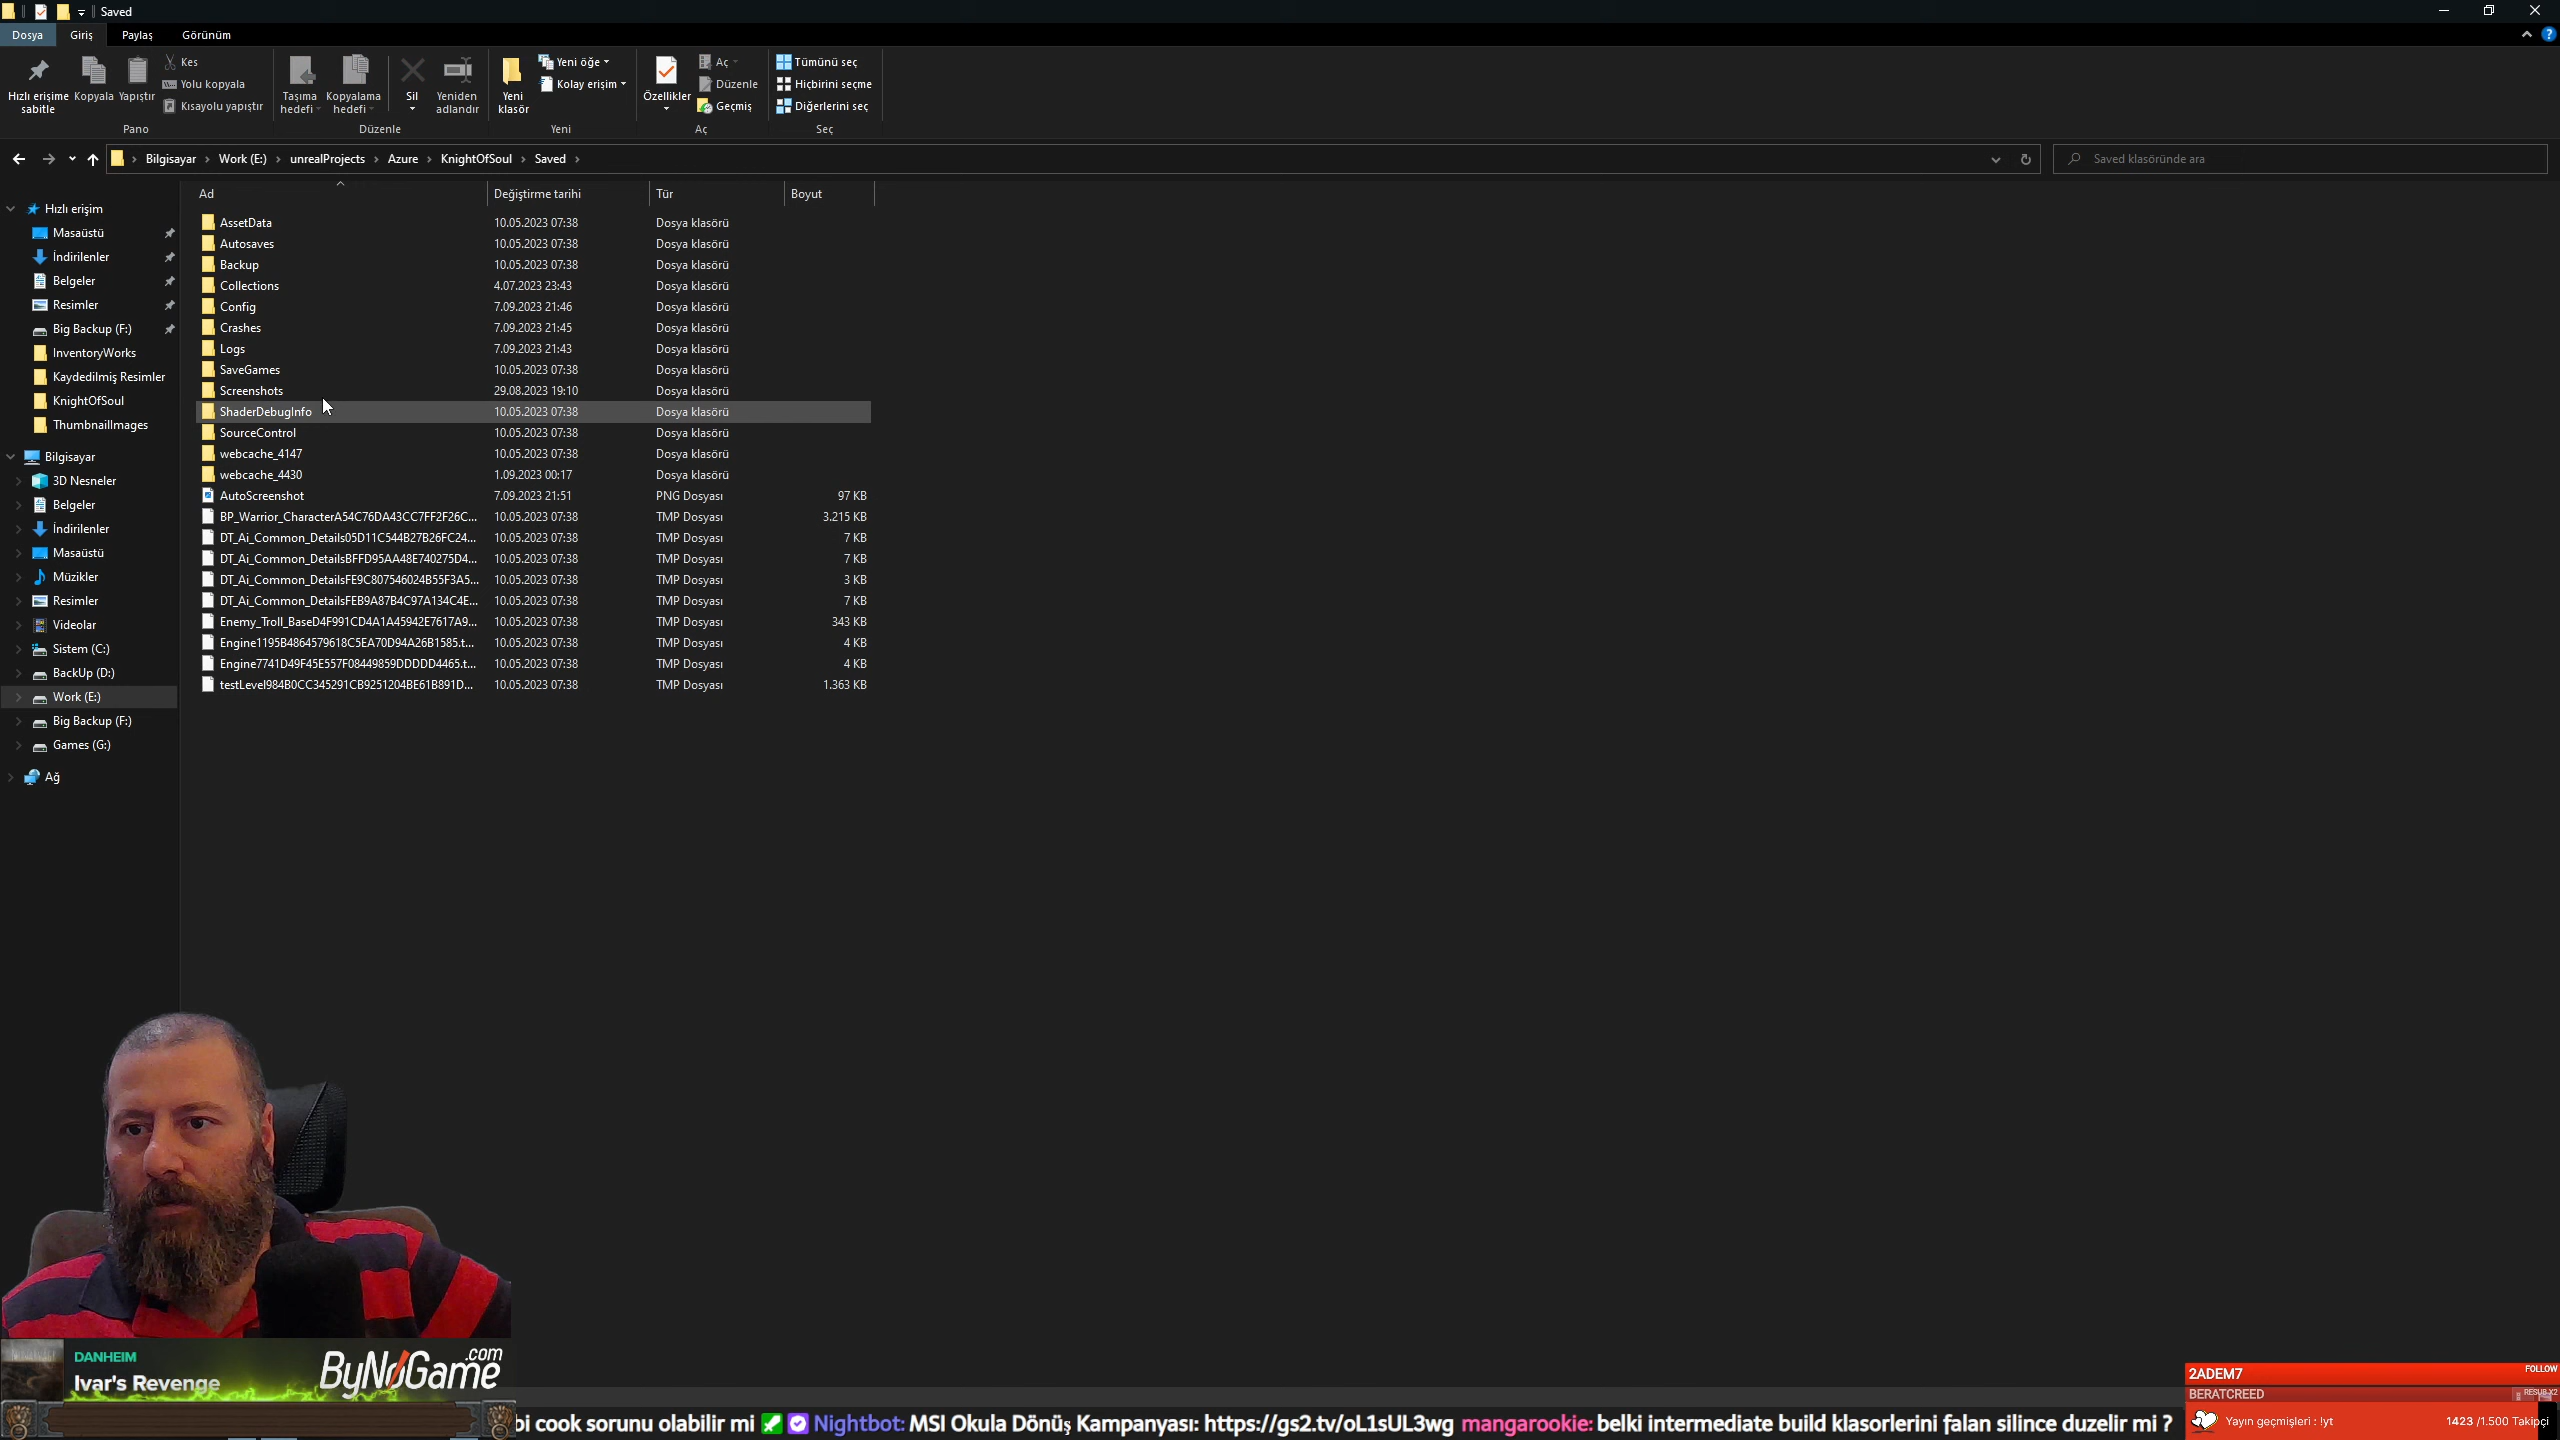 Saved
Dosya Giriş Paylaş Görünüm
Hızlı erişime sabitle
Kopyala
Yapıştır
Kes
Yolu kopyala
Kısayolu yapıştır
Pano
Taşıma hedefi
Kopyalama hedefi
Sil
Yeniden adlandır
Düzenle
Yeni klasör
Yeni öğe
Kolay erişim
Yeni
Özellikler
Aç
Düzenle
Geçmiş
Aç
Tümünü seç
Hiçbirini seçme
Diğerlerini seç
Seç
Bilgisayar > Work (E:) > unrealProjects > Azure > KnightOfSoul > Saved >
Saved klasöründe ara
Hızlı erişim
Masaüstü
İndirilenler
Belgeler
Resimler
Big Backup (F:)
InventoryWorks
Kaydedilmiş Resimler
KnightOfSoul
ThumbnailImages
Bilgisayar
3D Nesneler
Belgeler
İndirilenler
Masaüstü
Müzikler
Resimler
Videolar
Sistem (C:)
BackUp (D:)
Work (E:)
Big Backup (F:)
Games (G:)
Ağ
Ad Değiştirme tarihi Tür Boyut
AssetData 10.05.2023 07:38 Dosya klasörü
Autosaves 10.05.2023 07:38 Dosya klasörü
Backup 10.05.2023 07:38 Dosya klasörü
Collections 4.07.2023 23:43 Dosya klasörü
Config 7.09.2023 21:46 Dosya klasörü
Crashes 7.09.2023 21:45 Dosya klasörü
Logs 7.09.2023 21:43 Dosya klasörü
SaveGames 10.05.2023 07:38 Dosya klasörü
Screenshots 29.08.2023 19:10 Dosya klasörü
ShaderDebugInfo 10.05.2023 07:38 Dosya klasörü
SourceControl 10.05.2023 07:38 Dosya klasörü
webcache_4147 10.05.2023 07:38 Dosya klasörü
webcache_4430 1.09.2023 00:17 Dosya klasörü
AutoScreenshot 7.09.2023 21:51 PNG Dosyası 97 KB
BP_Warrior_CharacterA54C76DA43CC7FF2F26C... 10.05.2023 07:38 TMP Dosyası 3.215 KB
DT_Ai_Common_Details05D11C544B27B26FC24... 10.05.2023 07:38 TMP Dosyası 7 KB
DT_Ai_Common_DetailsBFFD95AA48E740275D4... 10.05.2023 07:38 TMP Dosyası 7 KB
DT_Ai_Common_DetailsFE9C807546024B55F3A5... 10.05.2023 07:38 TMP Dosyası 3 KB
DT_Ai_Common_DetailsFEB9A87B4C97A134C4E... 10.05.2023 07:38 TMP Dosyası 7 KB
Enemy_Troll_BaseD4F991CD4A1A45942E7617A9... 10.05.2023 07:38 TMP Dosyası 343 KB
Engine1195B4864579618C5EA70D94A26B1585.t... 10.05.2023 07:38 TMP Dosyası 4 KB
Engine7741D49F45E557F08449859DDDDD4465.t... 10.05.2023 07:38 TMP Dosyası 4 KB
testLevel984B0CC345291CB9251204BE61B891D... 10.05.2023 07:38 TMP Dosyası 1.363 KB
DANHEIM
Ivar's Revenge
ByNoGame.com
2ADEM7 FOLLOW
BERATCREED RESUB X2
bi cook sorunu olabilir mi Nightbot: MSI Okula Dönüş Kampanyası: https://gs2.tv/oL1sUL3wg mangarookie: belki intermediate build klasorlerini falan silince duzelir mi ?
Yayın geçmişleri : !yt 1423 /1.500 Takipçi